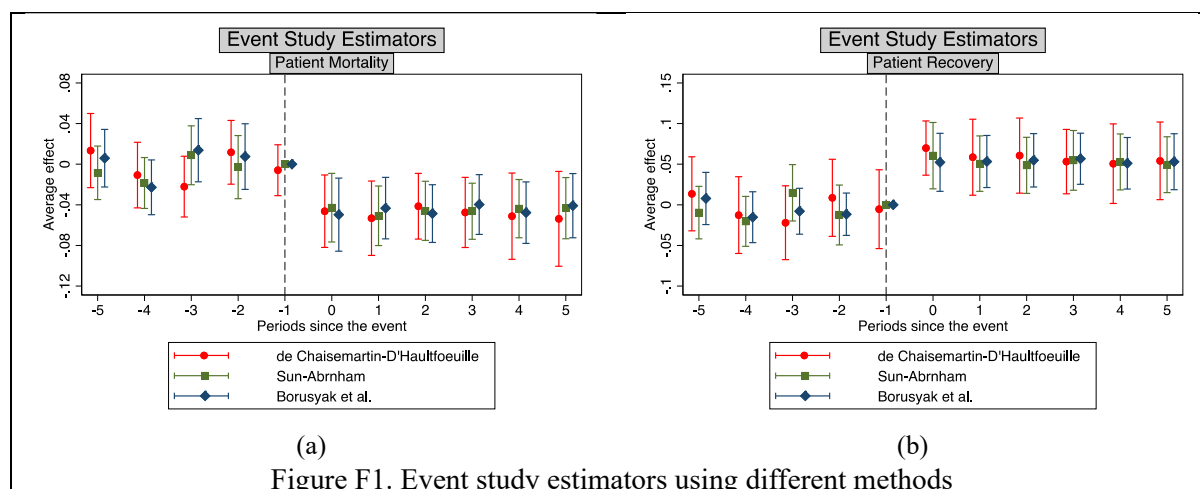 Event Study Estimators
Patient Mortality
.08
.04
0
-.04
-.08
-.12
Average effect
-5 -4 -3 -2 -1 0 1 2 3 4 5
Periods since the event
de Chaisemartin-D'Haultfoeuille
Sun-Abrnham
Borusyak et al.
(a)
Event Study Estimators
Patient Recovery
.15
.1
.05
0
-.05
-.1
Average effect
-5 -4 -3 -2 -1 0 1 2 3 4 5
Periods since the event
de Chaisemartin-D'Haultfoeuille
Sun-Abrnham
Borusyak et al.
(b)
Figure F1. Event study estimators using different methods